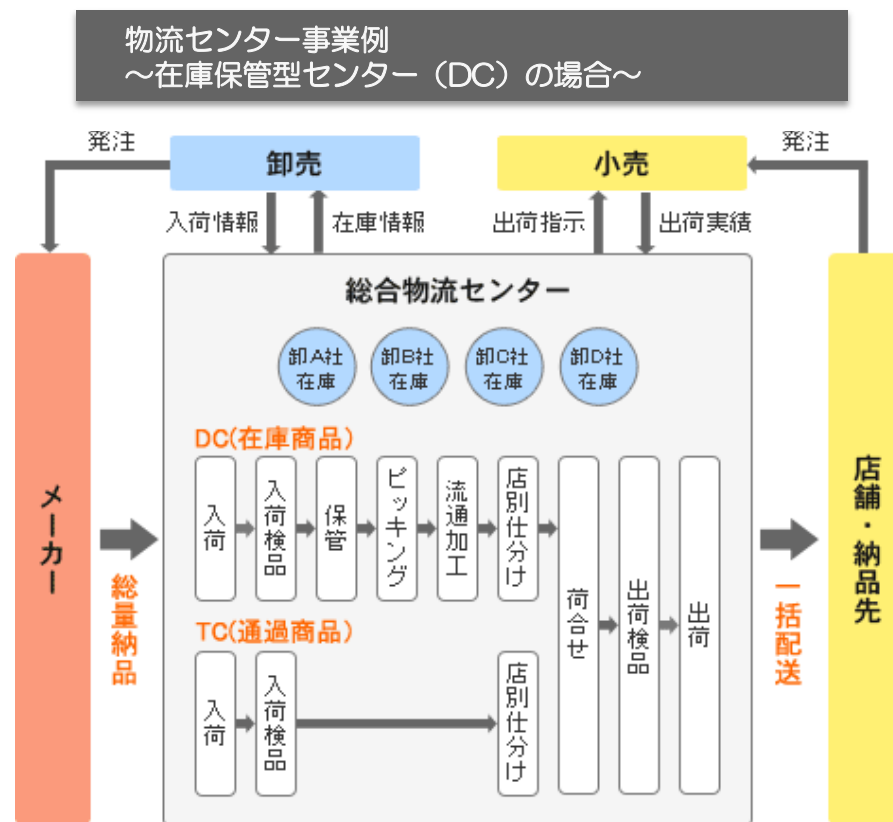 物流センター事業例
～在庫保管型センター（DC）の場合～
発注
卸売
小売
発注
入荷情報
在庫情報
出荷指示
出荷実績
総合物流センター
卸A社
在庫
卸B社
在庫
卸C社
在庫
卸D社
在庫
メーカー
総量納品
DC(在庫商品)
入荷
入荷検品
保管
ピッキング
流通加工
店別仕分け
TC(通過商品)
入荷
入荷検品
店別仕分け
荷合せ
出荷検品
出荷
一括配送
店舗・納品先